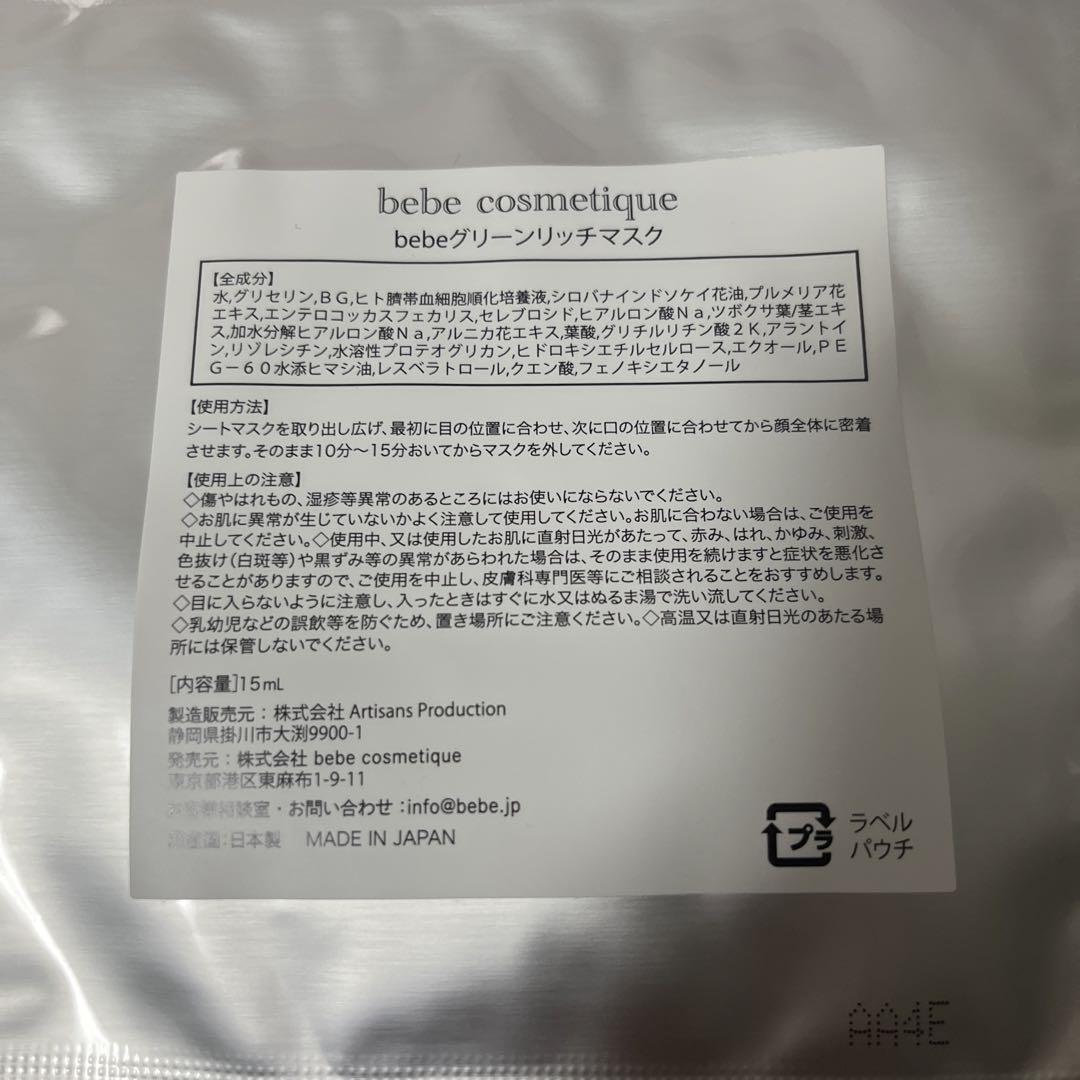 bebe cosmetique
bebeグリーンリッチマスク
【全成分】
水,グリセリン,BG,ヒト臍帯血細胞順化培養液,シロバナインドソケイ花油,プルメリア花
エキス,エンテロコッカスフェカリス,セレブロシド,ヒアルロン酸Na,ツボクサ葉/茎エキ
ス,加水分解ヒアルロン酸Na,アルニカ花エキス,葉酸,グリチルリチン酸2K,アラントイ
ン,リゾレシチン,水溶性プロテオグリカン,ヒドロキシエチルセルロース,エクオール,PE
G-60水添ヒマシ油,レスベラトロール,クエン酸,フェノキシエタノール
【使用方法】
シートマスクを取り出し広げ、最初に目の位置に合わせ、次に口の位置に合わせてから顔全体に密着
させます。そのまま10分〜15分おいてからマスクを外してください。
【使用上の注意】
◇傷やはれもの、湿疹等異常のあるところにはお使いにならないでください。
◇お肌に異常が生じていないかよく注意して使用してください。お肌に合わない場合は、ご使用を
中止してください。◇使用中、又は使用したお肌に直射日光があたって、赤み、はれ、かゆみ、刺激、
色抜け(白斑等)や黒ずみ等の異常があらわれた場合は、そのまま使用を続けますと症状を悪化さ
せることがありますので、ご使用を中止し、皮膚科専門医等にご相談されることをおすすめします。
◇目に入らないように注意し、入ったときはすぐに水又はぬるま湯で洗い流してください。
◇乳幼児などの誤飲等を防ぐため、置き場所にご注意ください。◇高温又は直射日光のあたる場
所には保管しないでください。
[内容量]15mL
製造販売元：株式会社 Artisans Production
静岡県掛川市大渕9900-1
発売元：株式会社 bebe cosmetique
東京都港区東麻布1-9-11
お客様相談室・お問い合わせ：info@bebe.jp
原産国：日本製 MADE IN JAPAN
プラ
ラベル
パウチ
AA4E